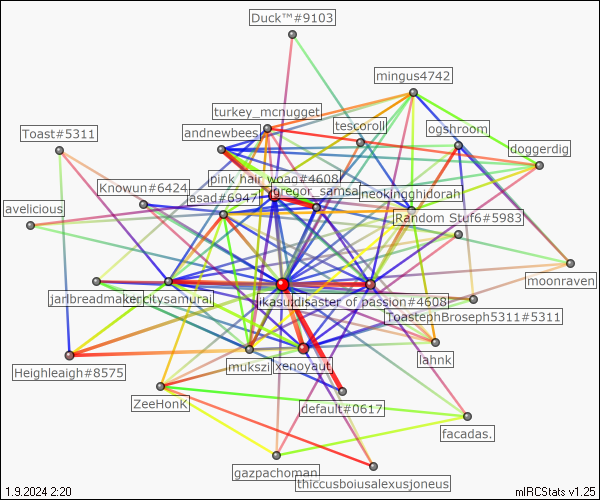 Duck™#9103
mingus4742
turkey_mcnugget
tescoroll
ogshroom
Toast#5311
andnewbees
doggerdig
pink hair woag#4608
gregor_samsa
neokingghidorah
Knowun#6424
jasad#6947
avelicious
Random Stuf6#5983
moonraven
jarlbreadmaker
citysamurai
disaster_of_passion#4608
ToastephBroseph5311#5311
lahnk
Heighleaigh#8575
mukszi
xenoyaut
ZeeHonK
default#0617
facadas.
gazpachoman
thiccusboiusalexusjoneus
1.9.2024 2:20
mIRCStats v1.25